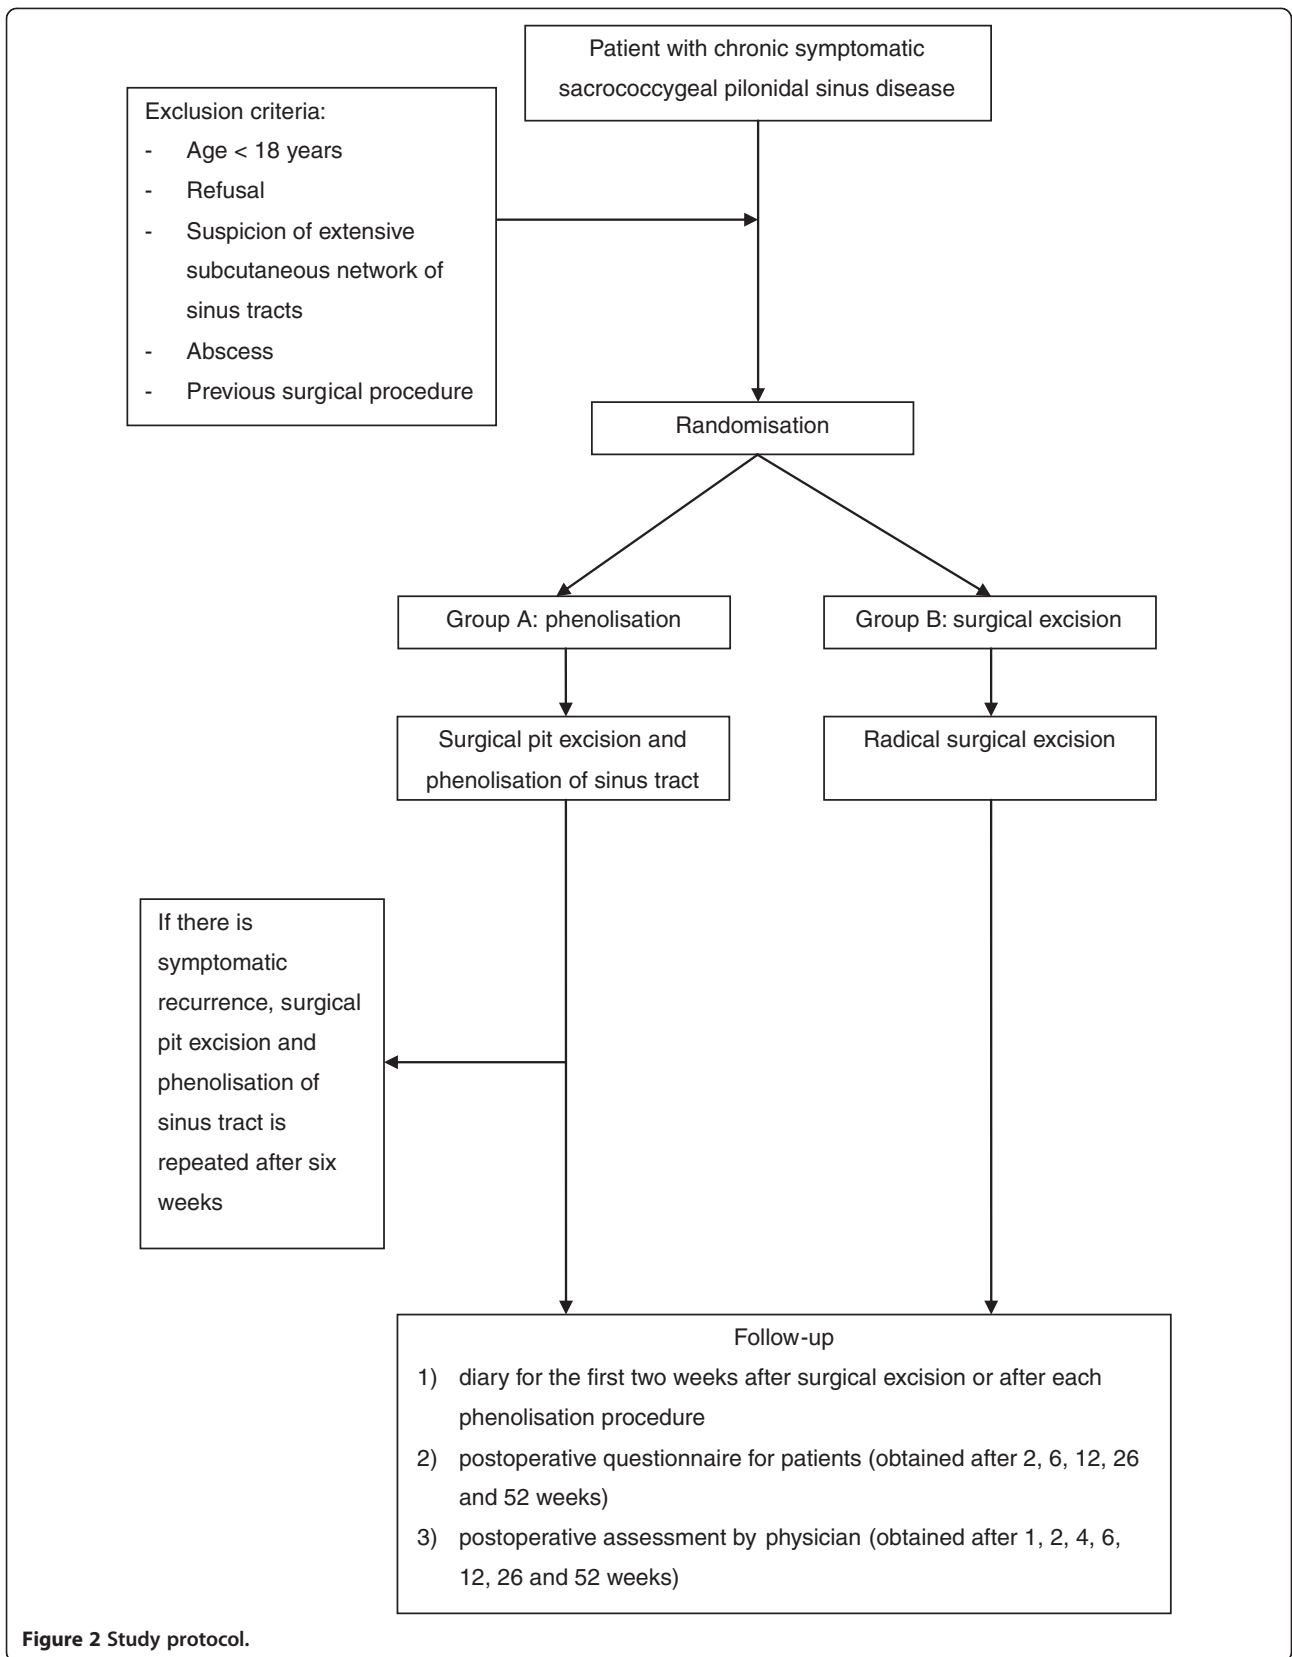 Patient with chronic symptomatic
sacrococcygeal pilonidal sinus disease
Exclusion criteria:
- Age < 18 years
- Refusal
- Suspicion of extensive
subcutaneous network of
sinus tracts
- Abscess
- Previous surgical procedure
Randomisation
Group A: phenolisation
Group B: surgical excision
Surgical pit excision and
phenolisation of sinus tract
Radical surgical excision
If there is
symptomatic
recurrence, surgical
pit excision and
phenolisation of
sinus tract is
repeated after six
weeks
Follow-up
1) diary for the first two weeks after surgical excision or after each
phenolisation procedure
2) postoperative questionnaire for patients (obtained after 2, 6, 12, 26
and 52 weeks)
3) postoperative assessment by physician (obtained after 1, 2, 4, 6,
12, 26 and 52 weeks)
Figure 2 Study protocol.